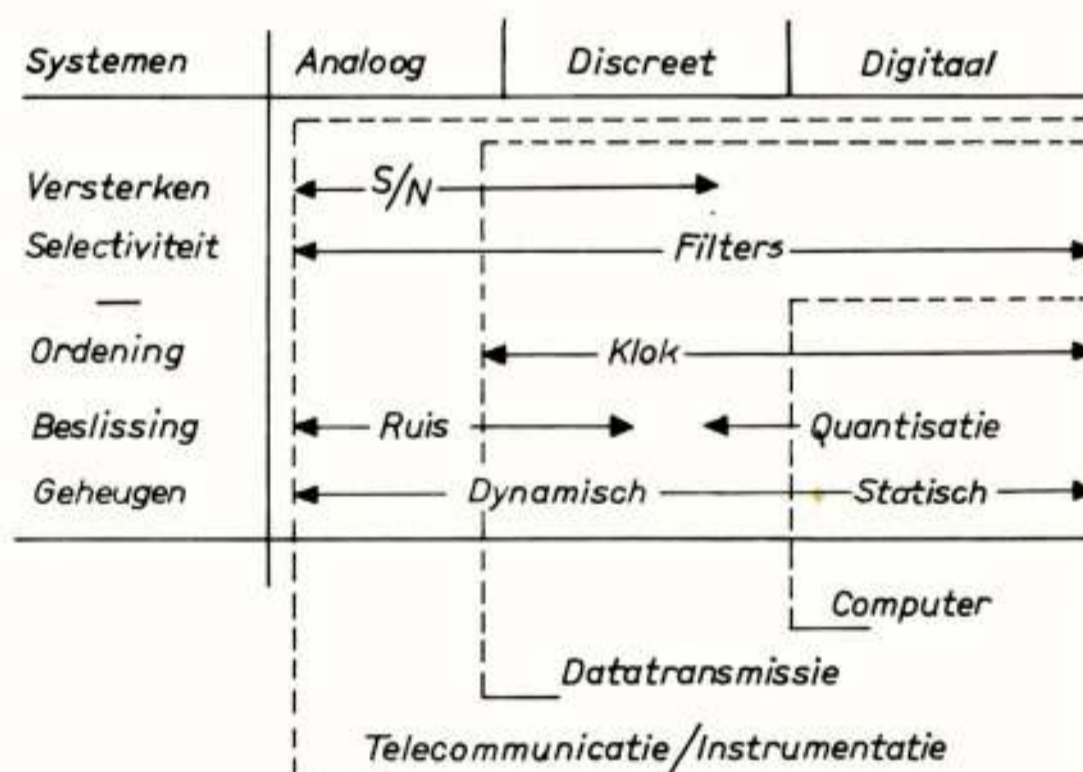 Systemen Analoog Discreet Digitaal
Versterken S/N
Selectiviteit Filters
Ordening Klok
Beslissing Ruis Quantisatie
Geheugen Dynamisch Statisch
Computer
Datatransmissie
Telecommunicatie/Instrumentatie